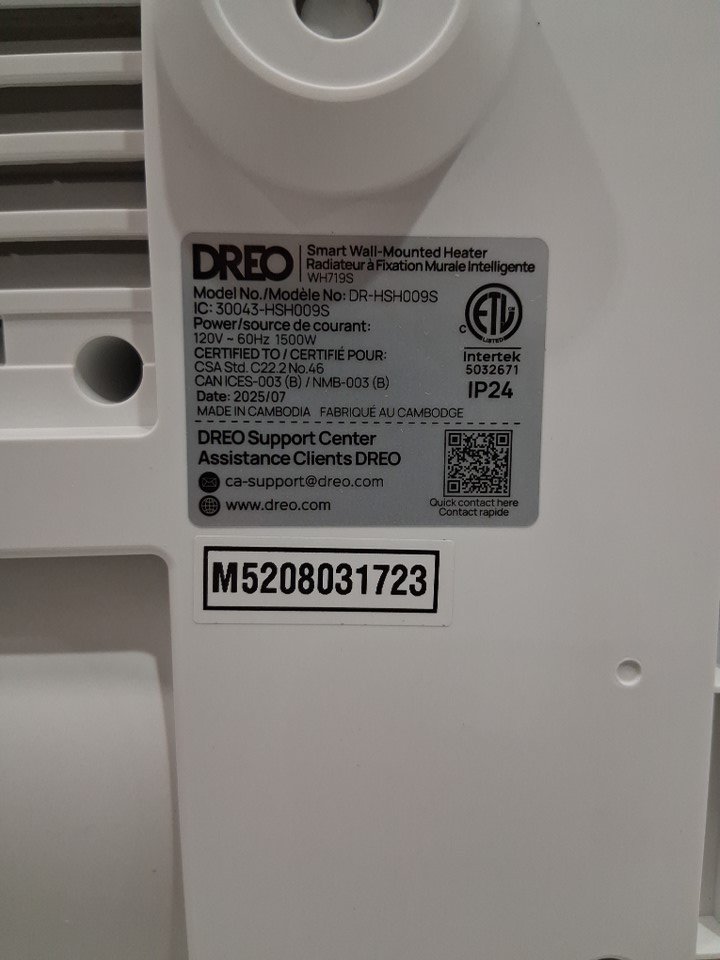 DREO
Smart Wall-Mounted Heater
Radiateur à Fixation Murale Intelligente
WH719S
Model No./Modèle No: DR-HSH009S
IC: 30043-HSH009S
Power/source de courant:
120V ~ 60Hz 1500W
CERTIFIED TO / CERTIFIÉ POUR:
CSA Std. C22.2 No.46
CAN ICES-003 (B) / NMB-003 (B)
Date: 2025/07
MADE IN CAMBODIA FABRIQUÉ AU CAMBODGE
C ETL LISTED
Intertek
5032671
IP24
DREO Support Center
Assistance Clients DREO
ca-support@dreo.com
www.dreo.com
Quick contact here
Contact rapide
M5208031723